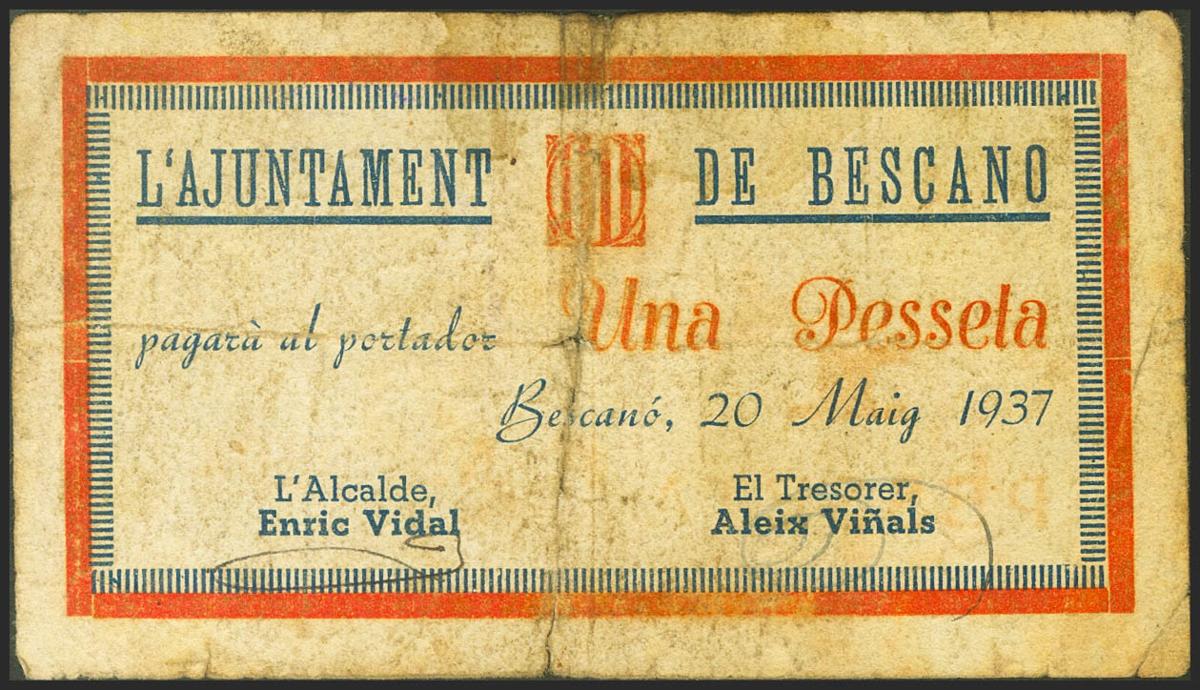 L'AJUNTAMENT DE BESCANO
pagarà al portador Una Pesseta
Bescanó, 20 Maig 1937
L'Alcalde, El Tresorer,
Enric Vidal Aleix Viñals